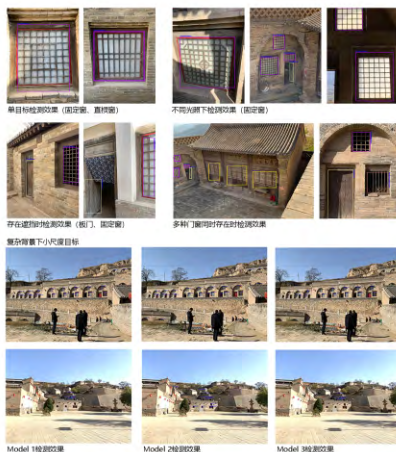 单目标检测效果（固定窗、直棂窗）
不同光照下检测效果（固定窗）
存在遮挡时检测效果（板门、固定窗）
多种门窗同时存在时检测效果
复杂背景下小尺度目标
Model 1检测效果
Model 2检测效果
Model 3检测效果